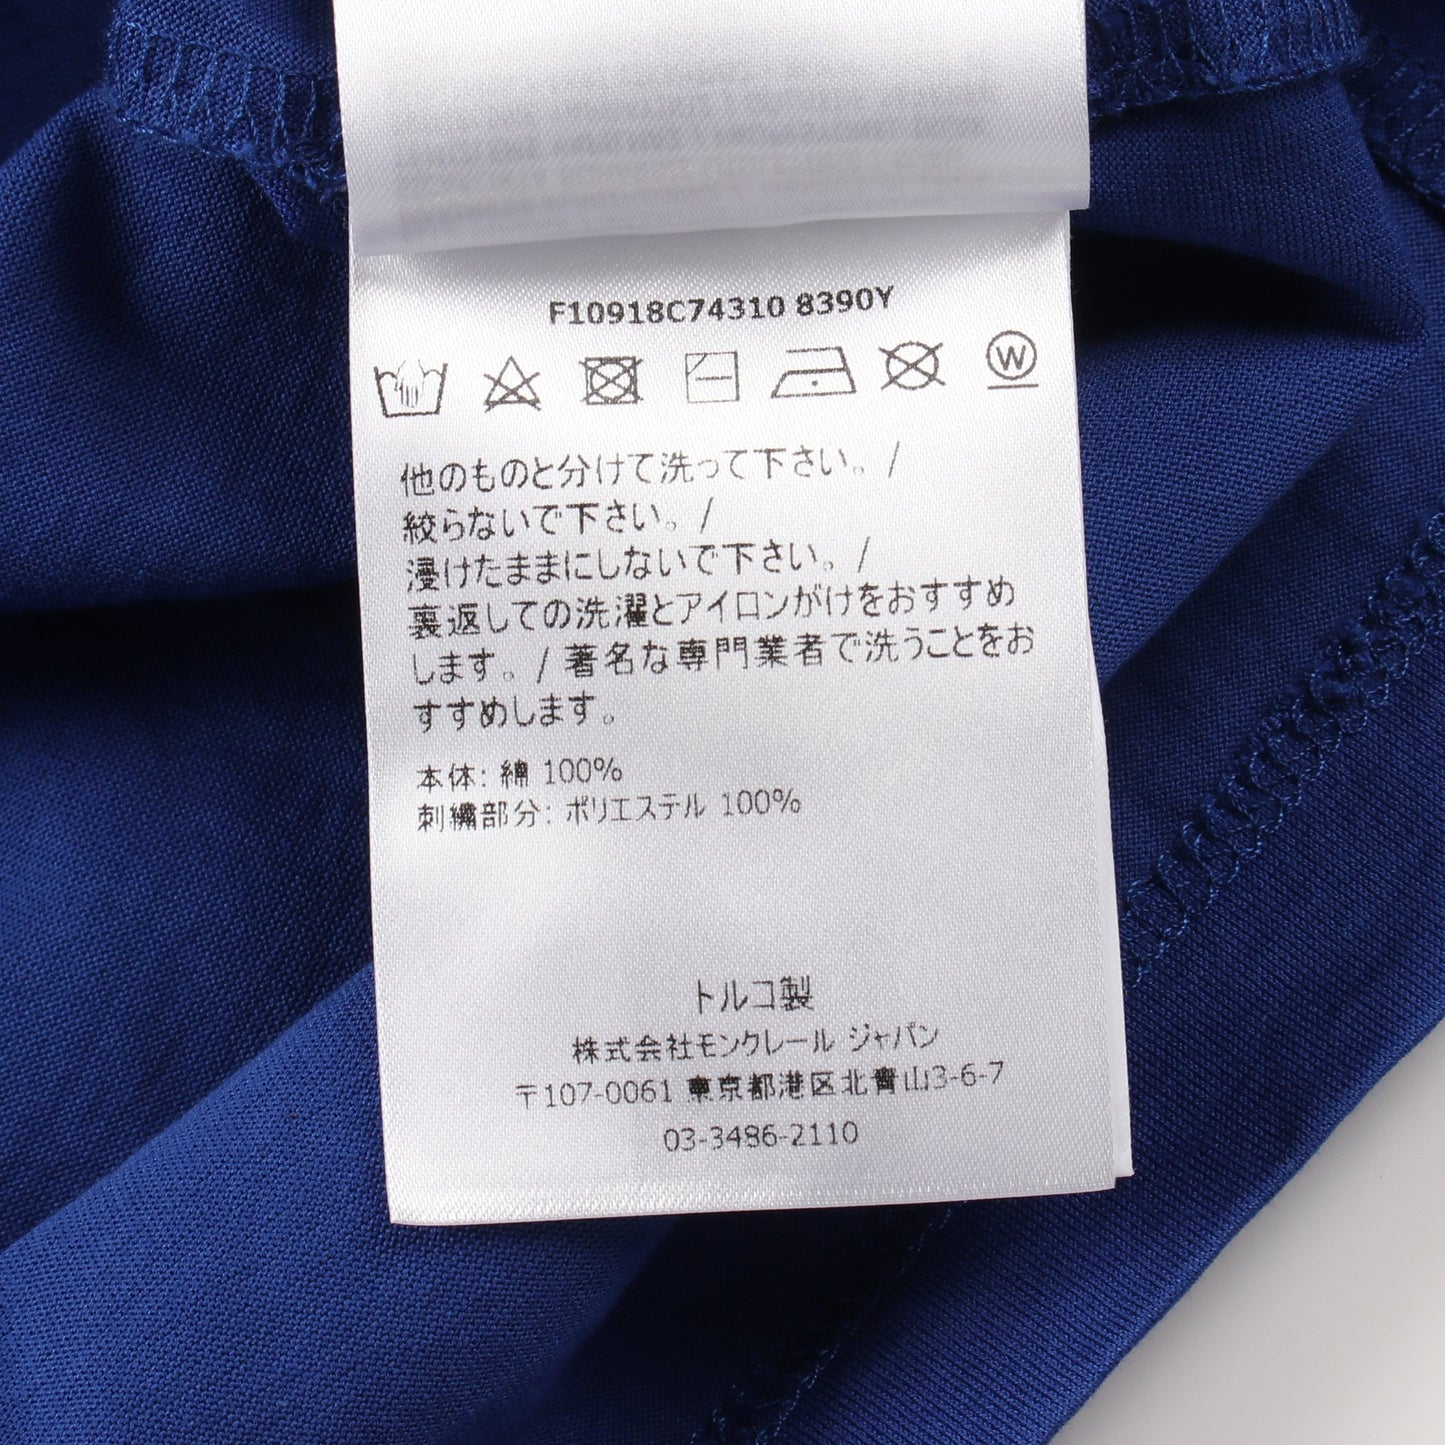 F10918C74310 8390Y
W
他のものと分けて洗って下さい。/
絞らないで下さい。/
浸けたままにしないで下さい。/
裏返しての洗濯とアイロンがけをおすすめ
します。/ 著名な専門業者で洗うことをお
すすめします。
本体: 綿 100%
刺繍部分: ポリエステル 100%
トルコ製
株式会社モンクレール ジャパン
〒107-0061 東京都港区北青山3-6-7
03-3486-2110